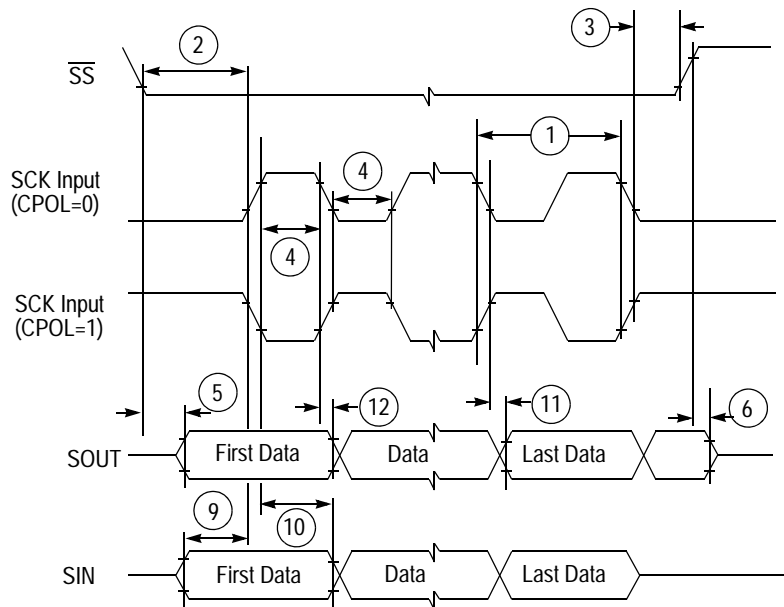 2
3
SS
1
SCK Input
(CPOL=0)
4
4
SCK Input
(CPOL=1)
5
12
11
6
SOUT
First Data
Data
Last Data
9
10
SIN
First Data
Data
Last Data